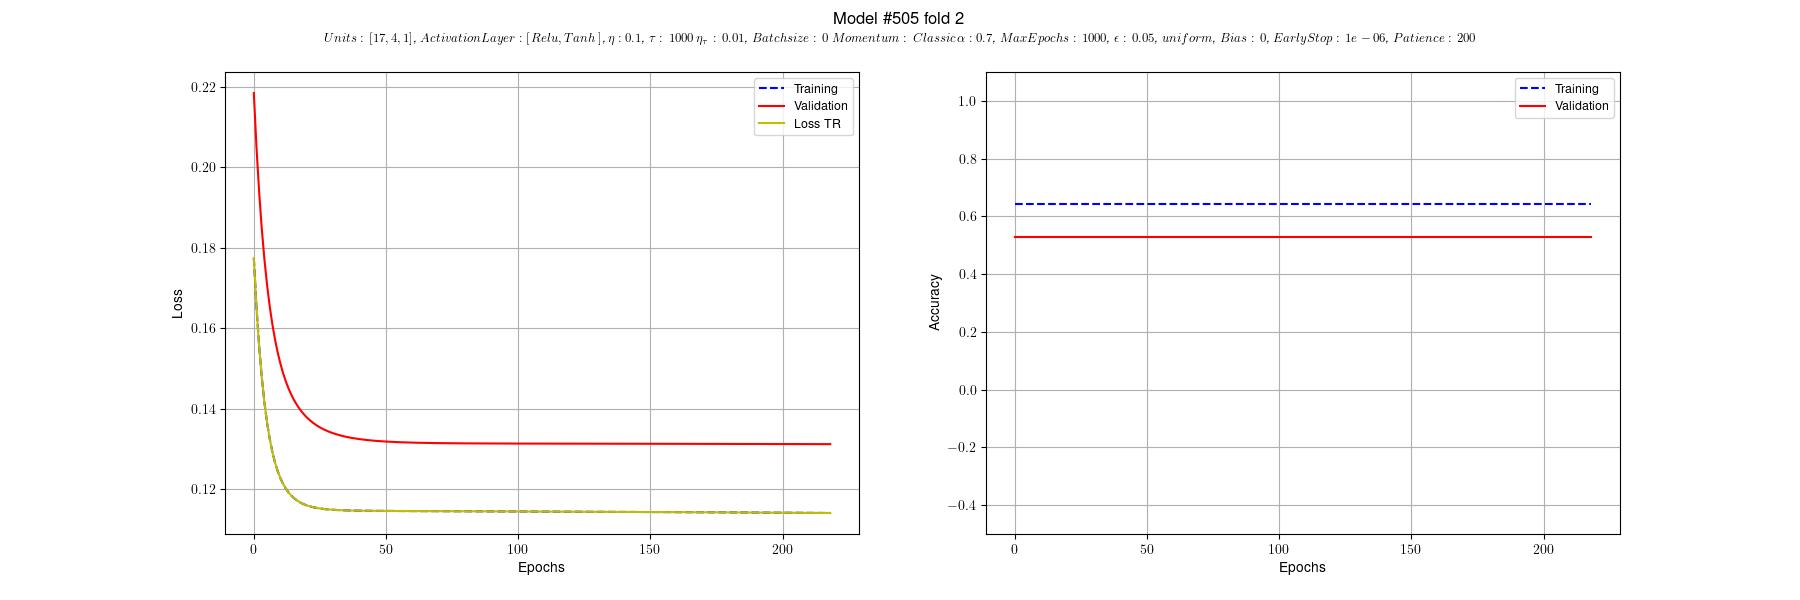 Model #505 fold 2
Units : [17, 4, 1], ActivationLayer : [Relu, Tanh], η : 0.1, τ : 1000 ητ : 0.01, Batchsize : 0 Momentum : Classicα : 0.7, MaxEpochs : 1000, ϵ : 0.05, uniform, Bias : 0, EarlyStop : 1e − 06, Patience : 200
0.22
0.20
0.18
0.16
0.14
0.12
Loss
0
50
100
150
200
Epochs
Training
Validation
Loss TR
1.0
0.8
0.6
0.4
0.2
0.0
−0.2
−0.4
Accuracy
0
50
100
150
200
Epochs
Training
Validation